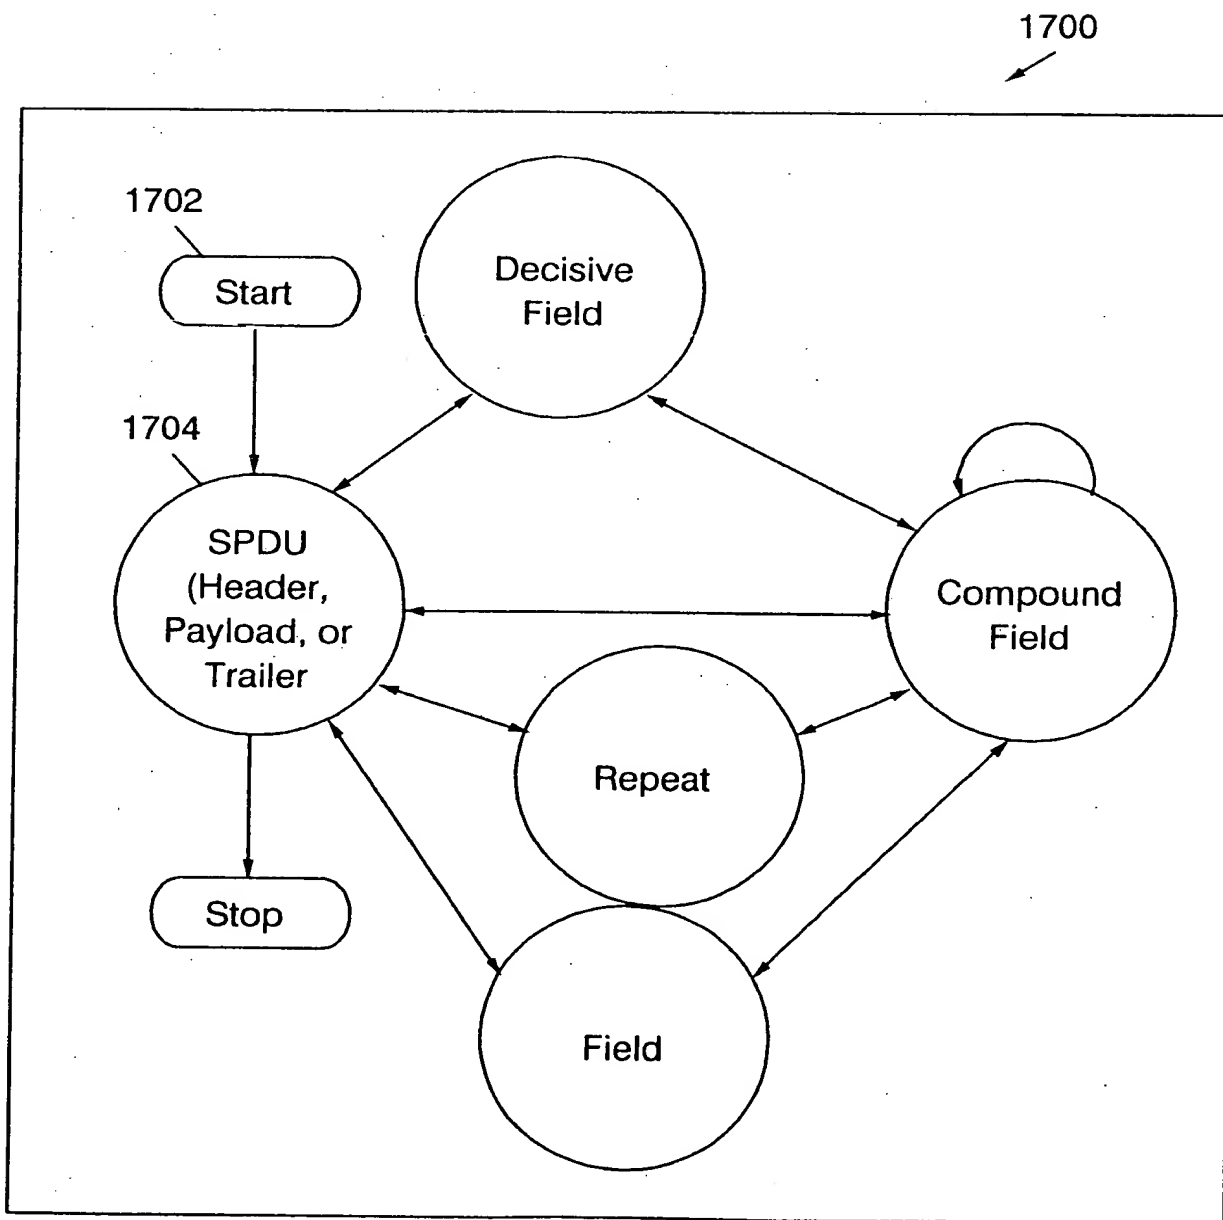 1700
1702
Start
Decisive
Field
1704
SPDU
(Header,
Payload, or
Trailer
Compound
Field
Repeat
Stop
Field